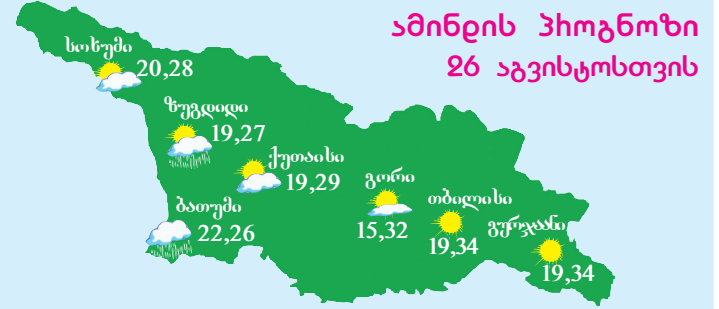 ამინდის პროგნოზი
26 აგვისტოსთვის
სოხუმი
20,28
ზუგდიდი
19,27
ქუთაისი
19,29
გორი
15,32
თბილისი
19,34
გურჯაანი
19,34
ბათუმი
22,26